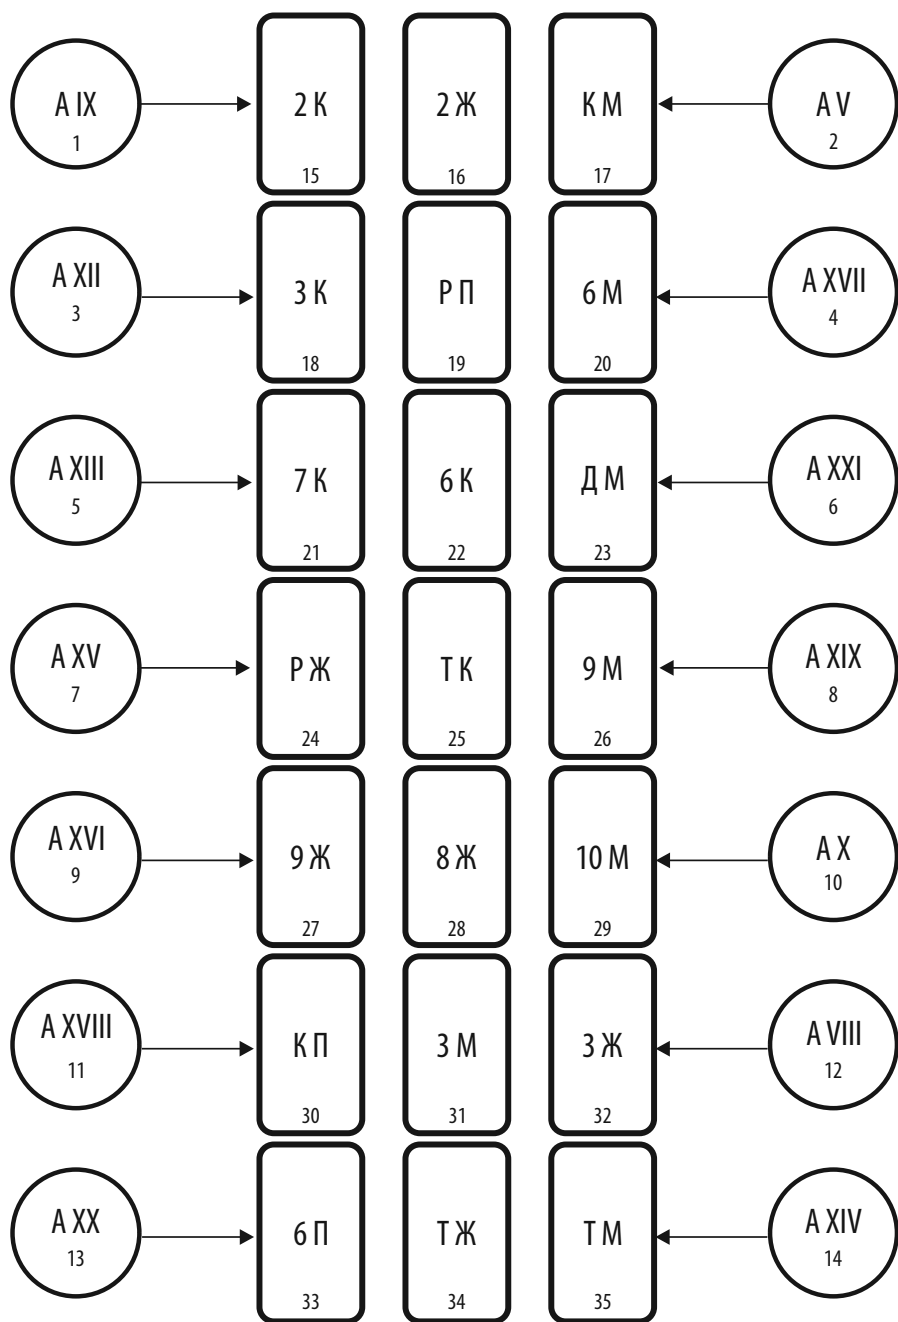 А IX
1
2 К
15
2 Ж
16
К М
17
А V
2
А XII
3
3 К
18
Р П
19
6 М
20
А XVII
4
А XIII
5
7 К
21
6 К
22
Д М
23
А XXI
6
А XV
7
Р Ж
24
Т К
25
9 М
26
А XIX
8
А XVI
9
9 Ж
27
8 Ж
28
10 М
29
А X
10
А XVIII
11
К П
30
3 М
31
3 Ж
32
А VIII
12
А XX
13
6 П
33
Т Ж
34
Т М
35
А XIV
14